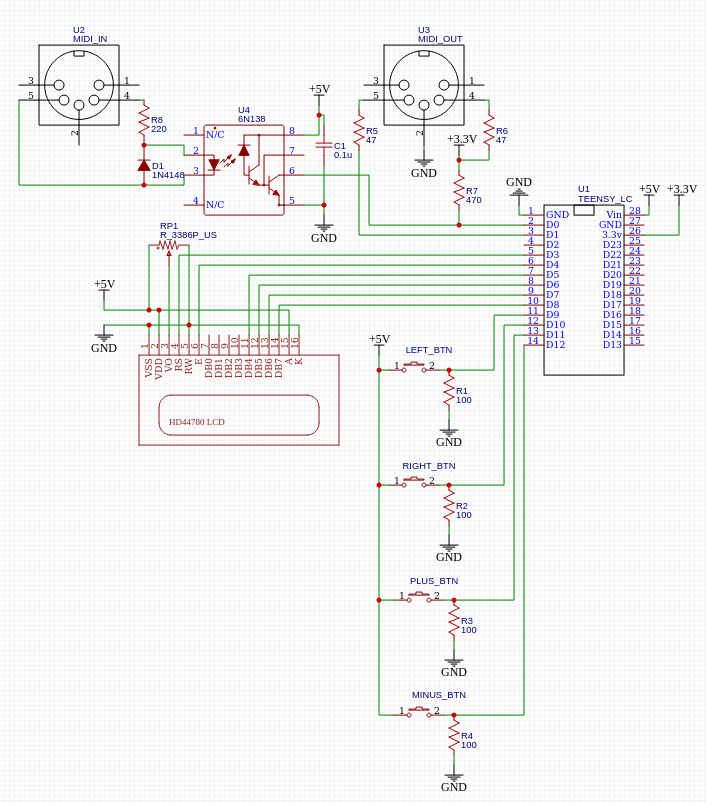 U2
MIDI_IN
3
1
5
4
2
R8
220
D1
1N4148
U4
6N138
1
N/C
8
2
7
3
6
4
N/C
5
+5V
C1
0.1u
GND
U3
MIDI_OUT
3
1
5
4
2
GND
R5
47
R6
47
+3.3V
R7
470
GND
U1
TEENSY_LC
+5V
+3.3V
1 GND Vin 28
2 D0 GND 27
3 D1 3.3v 26
4 D2 D23 25
5 D3 D22 24
6 D4 D21 23
7 D5 D20 22
8 D6 D19 21
9 D7 D18 20
10 D8 D17 19
11 D9 D16 18
12 D10 D15 17
13 D11 D14 16
14 D12 D13 15
RP1
R_3386P_US
+5V
GND
1 2 3 4 5 6 7 8 9 10 11 12 13 14 15 16
VSS VDD VO RS RW E DB0 DB1 DB2 DB3 DB4 DB5 DB6 DB7 A K
HD44780 LCD
+5V
LEFT_BTN
1 2
R1
100
GND
RIGHT_BTN
1 2
R2
100
GND
PLUS_BTN
1 2
R3
100
GND
MINUS_BTN
1 2
R4
100
GND